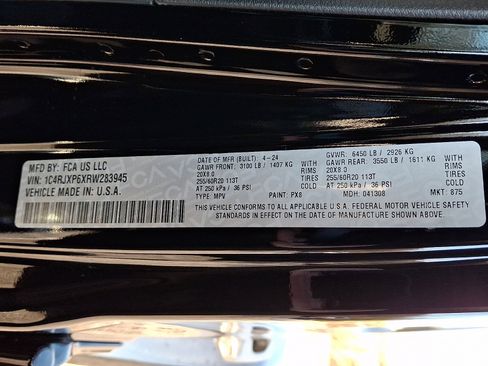 MFD BY: FCA US LLC
VIN: 1C4RJXP6XRW283945
VEHICLE MADE IN U.S.A.
DATE OF MFR (BUILT): 4-24
GAWR FRONT: 3100 LB / 1407 KG WITH
20X8.0 RIMS
255/60R20 113T TIRES
AT 250 kPa / 36 PSI
TYPE: MPV PAINT: PX8
GVWR: 6450 LB / 2926 KG
GAWR REAR: 3550 LB / 1611 KG WITH
20X8.0 RIMS
255/60R20 113T TIRES
AT 250 kPa / 36 PSI
MDH: 041308 MKT: 875
THIS VEHICLE CONFORMS TO ALL APPLICABLE U.S.A. FEDERAL MOTOR VEHICLE SAFETY
STANDARDS IN EFFECT ON THE DATE OF MANUFACTURE SHOWN ABOVE.